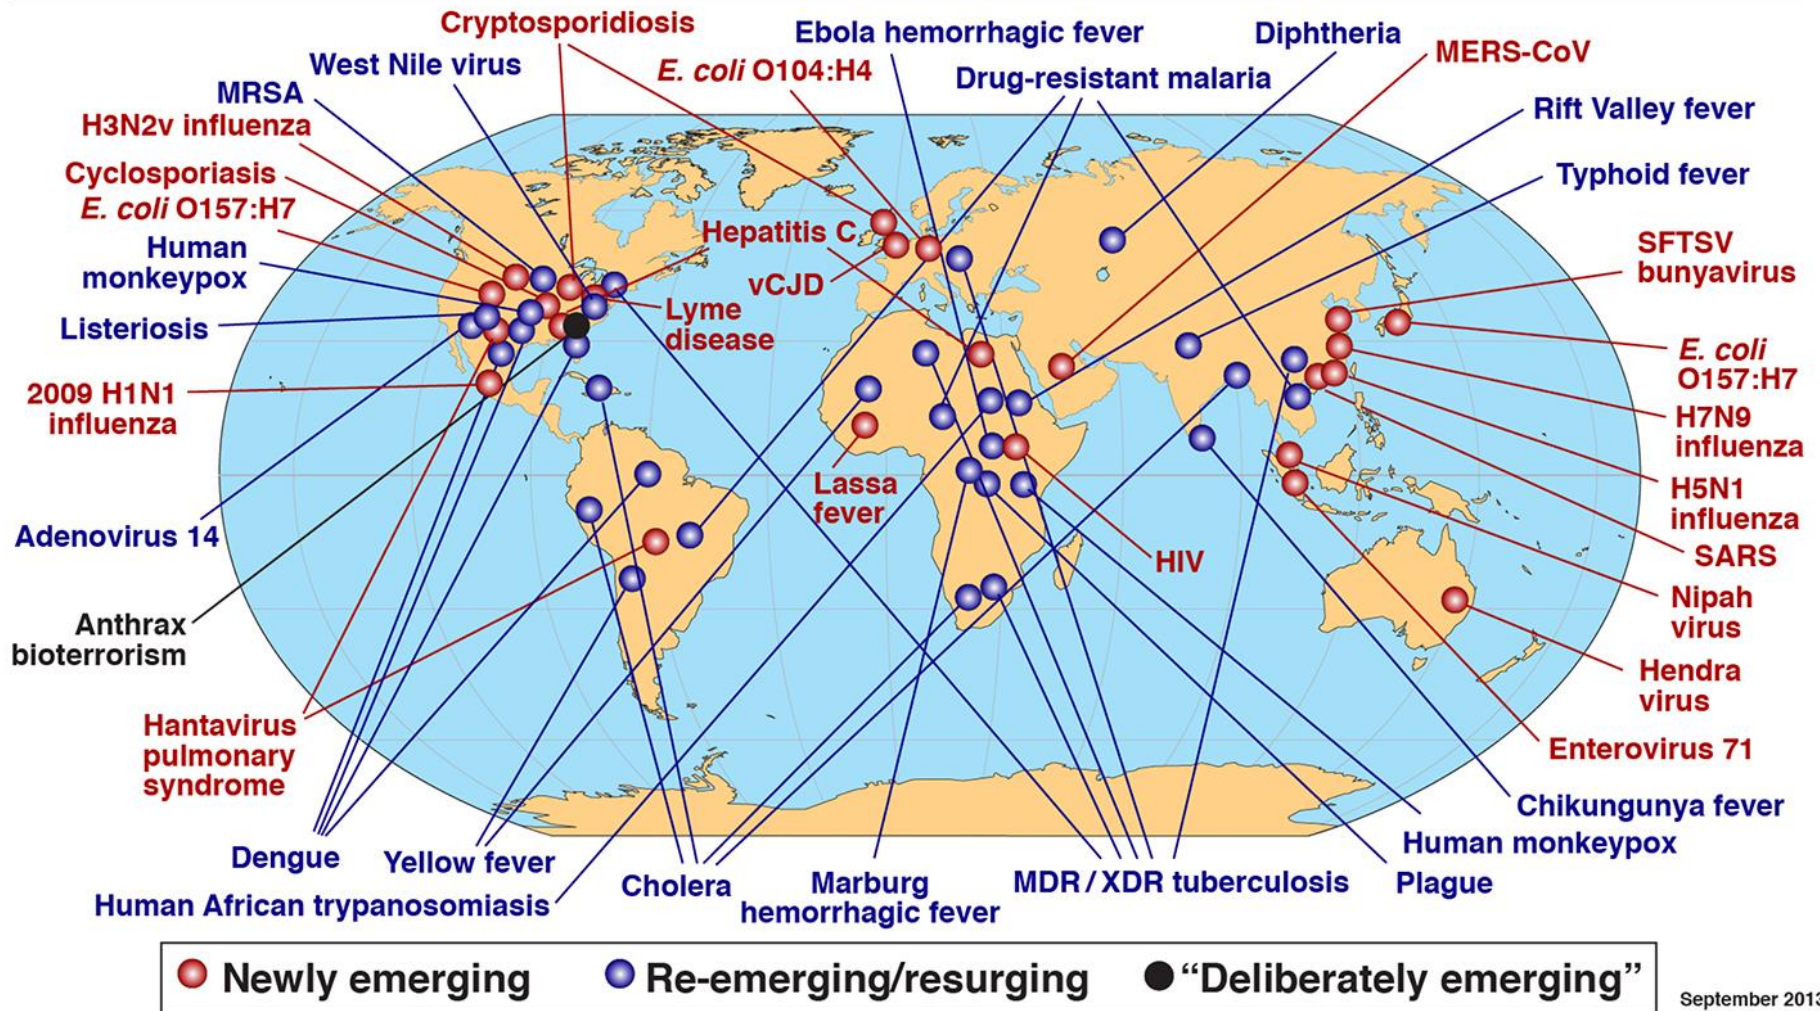 Cryptosporidiosis
Ebola hemorrhagic fever
Diphtheria
MERS-CoV
West Nile virus
E. coli O104:H4
Drug-resistant malaria
MRSA
Rift Valley fever
H3N2v influenza
Cyclosporiasis
Typhoid fever
E. coli O157:H7
Hepatitis C
SFTSV
bunyavirus
Human
monkeypox
vCJD
Listeriosis
Lyme
disease
E. coli
O157:H7
2009 H1N1
influenza
H7N9
influenza
Lassa
fever
H5N1
influenza
Adenovirus 14
HIV
SARS
Anthrax
bioterrorism
Nipah
virus
Hendra
virus
Hantavirus
pulmonary
syndrome
Enterovirus 71
Chikungunya fever
Human monkeypox
Dengue
Yellow fever
Cholera
Marburg
hemorrhagic fever
MDR/XDR tuberculosis
Plague
Human African trypanosomiasis
Newly emerging
Re-emerging/resurging
“Deliberately emerging”
September 2013